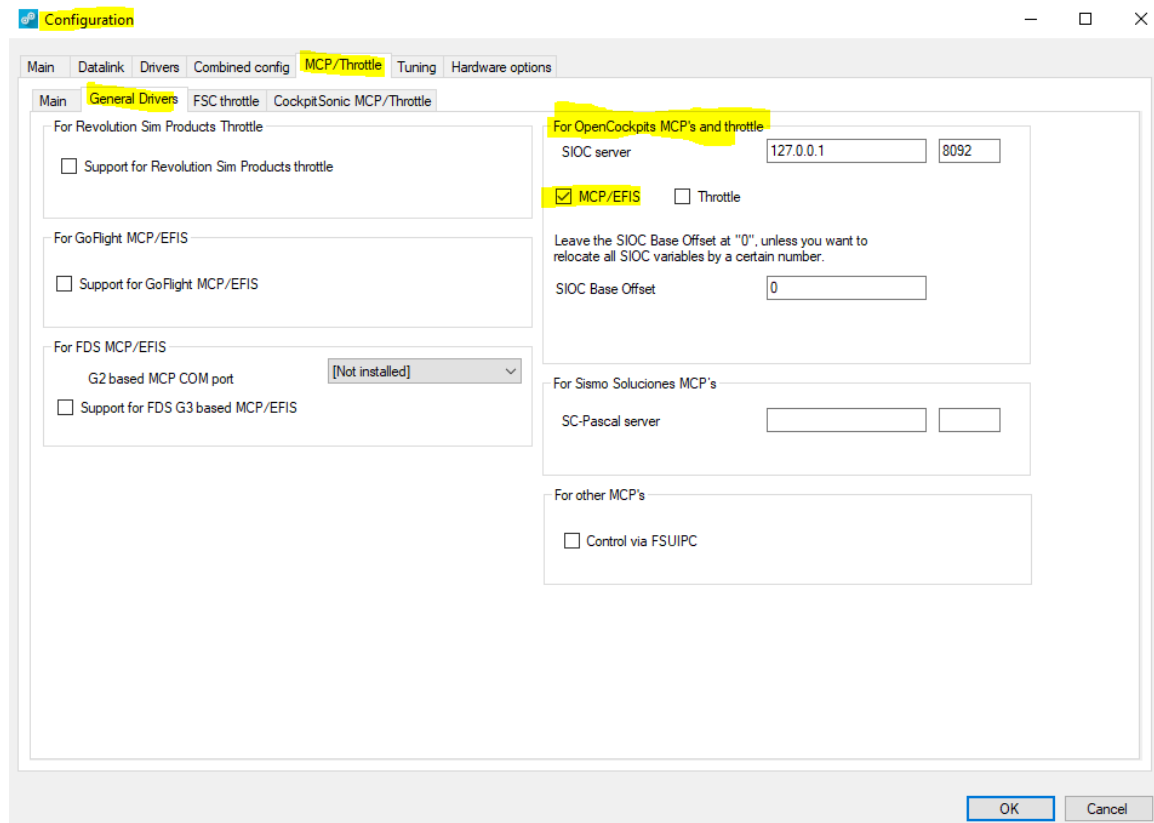 Configuration
Main Datalink Drivers Combined config MCP/Throttle Tuning Hardware options
Main General Drivers FSC throttle CockpitSonic MCP/Throttle
For Revolution Sim Products Throttle
Support for Revolution Sim Products throttle
For GoFlight MCP/EFIS
Support for GoFlight MCP/EFIS
For FDS MCP/EFIS
G2 based MCP COM port [Not installed]
Support for FDS G3 based MCP/EFIS
For OpenCockpits MCP's and throttle
SIOC server 127.0.0.1 8092
MCP/EFIS Throttle
Leave the SIOC Base Offset at "0", unless you want to
relocate all SIOC variables by a certain number.
SIOC Base Offset 0
For Sismo Soluciones MCP's
SC-Pascal server
For other MCP's
Control via FSUIPC
OK Cancel